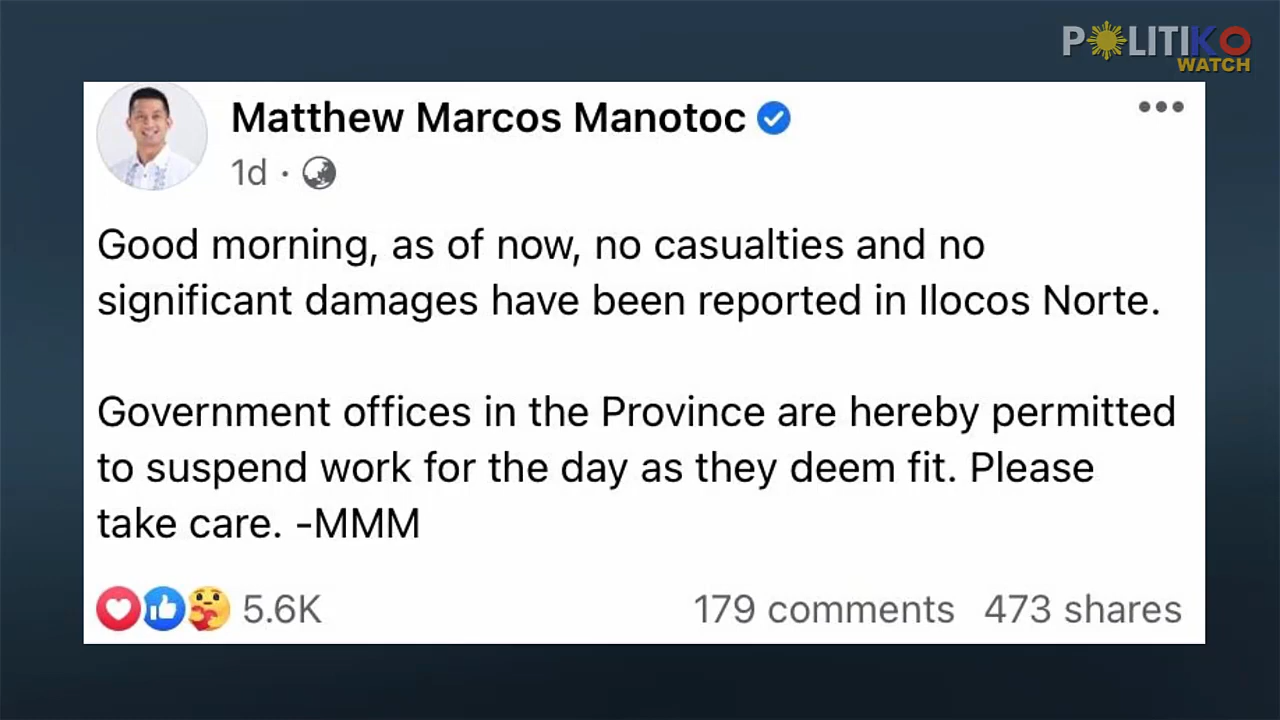 POLITIKO
WATCH
Matthew Marcos Manotoc
1d ·
Good morning, as of now, no casualties and no
significant damages have been reported in Ilocos Norte.
Government offices in the Province are hereby permitted
to suspend work for the day as they deem fit. Please
take care. -MMM
5.6K 179 comments 473 shares